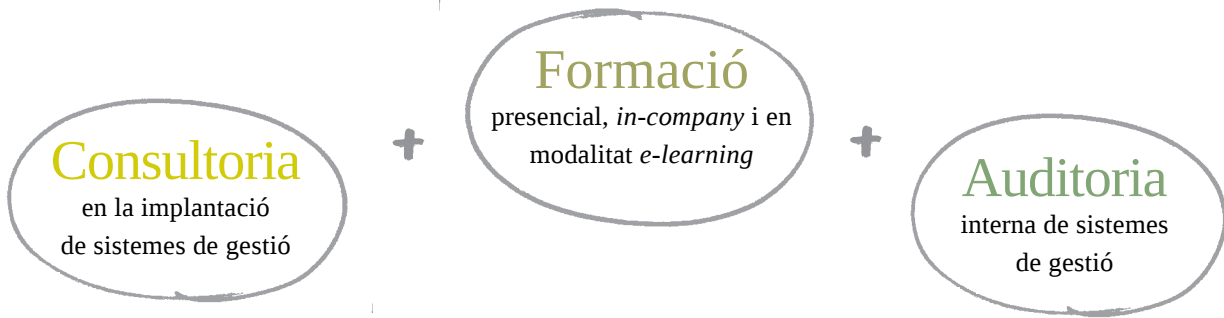 Consultoria
en la implantació
de sistemes de gestió
+
Formació
presencial, in-company i en
modalitat e-learning
+
Auditoria
interna de sistemes
de gestió